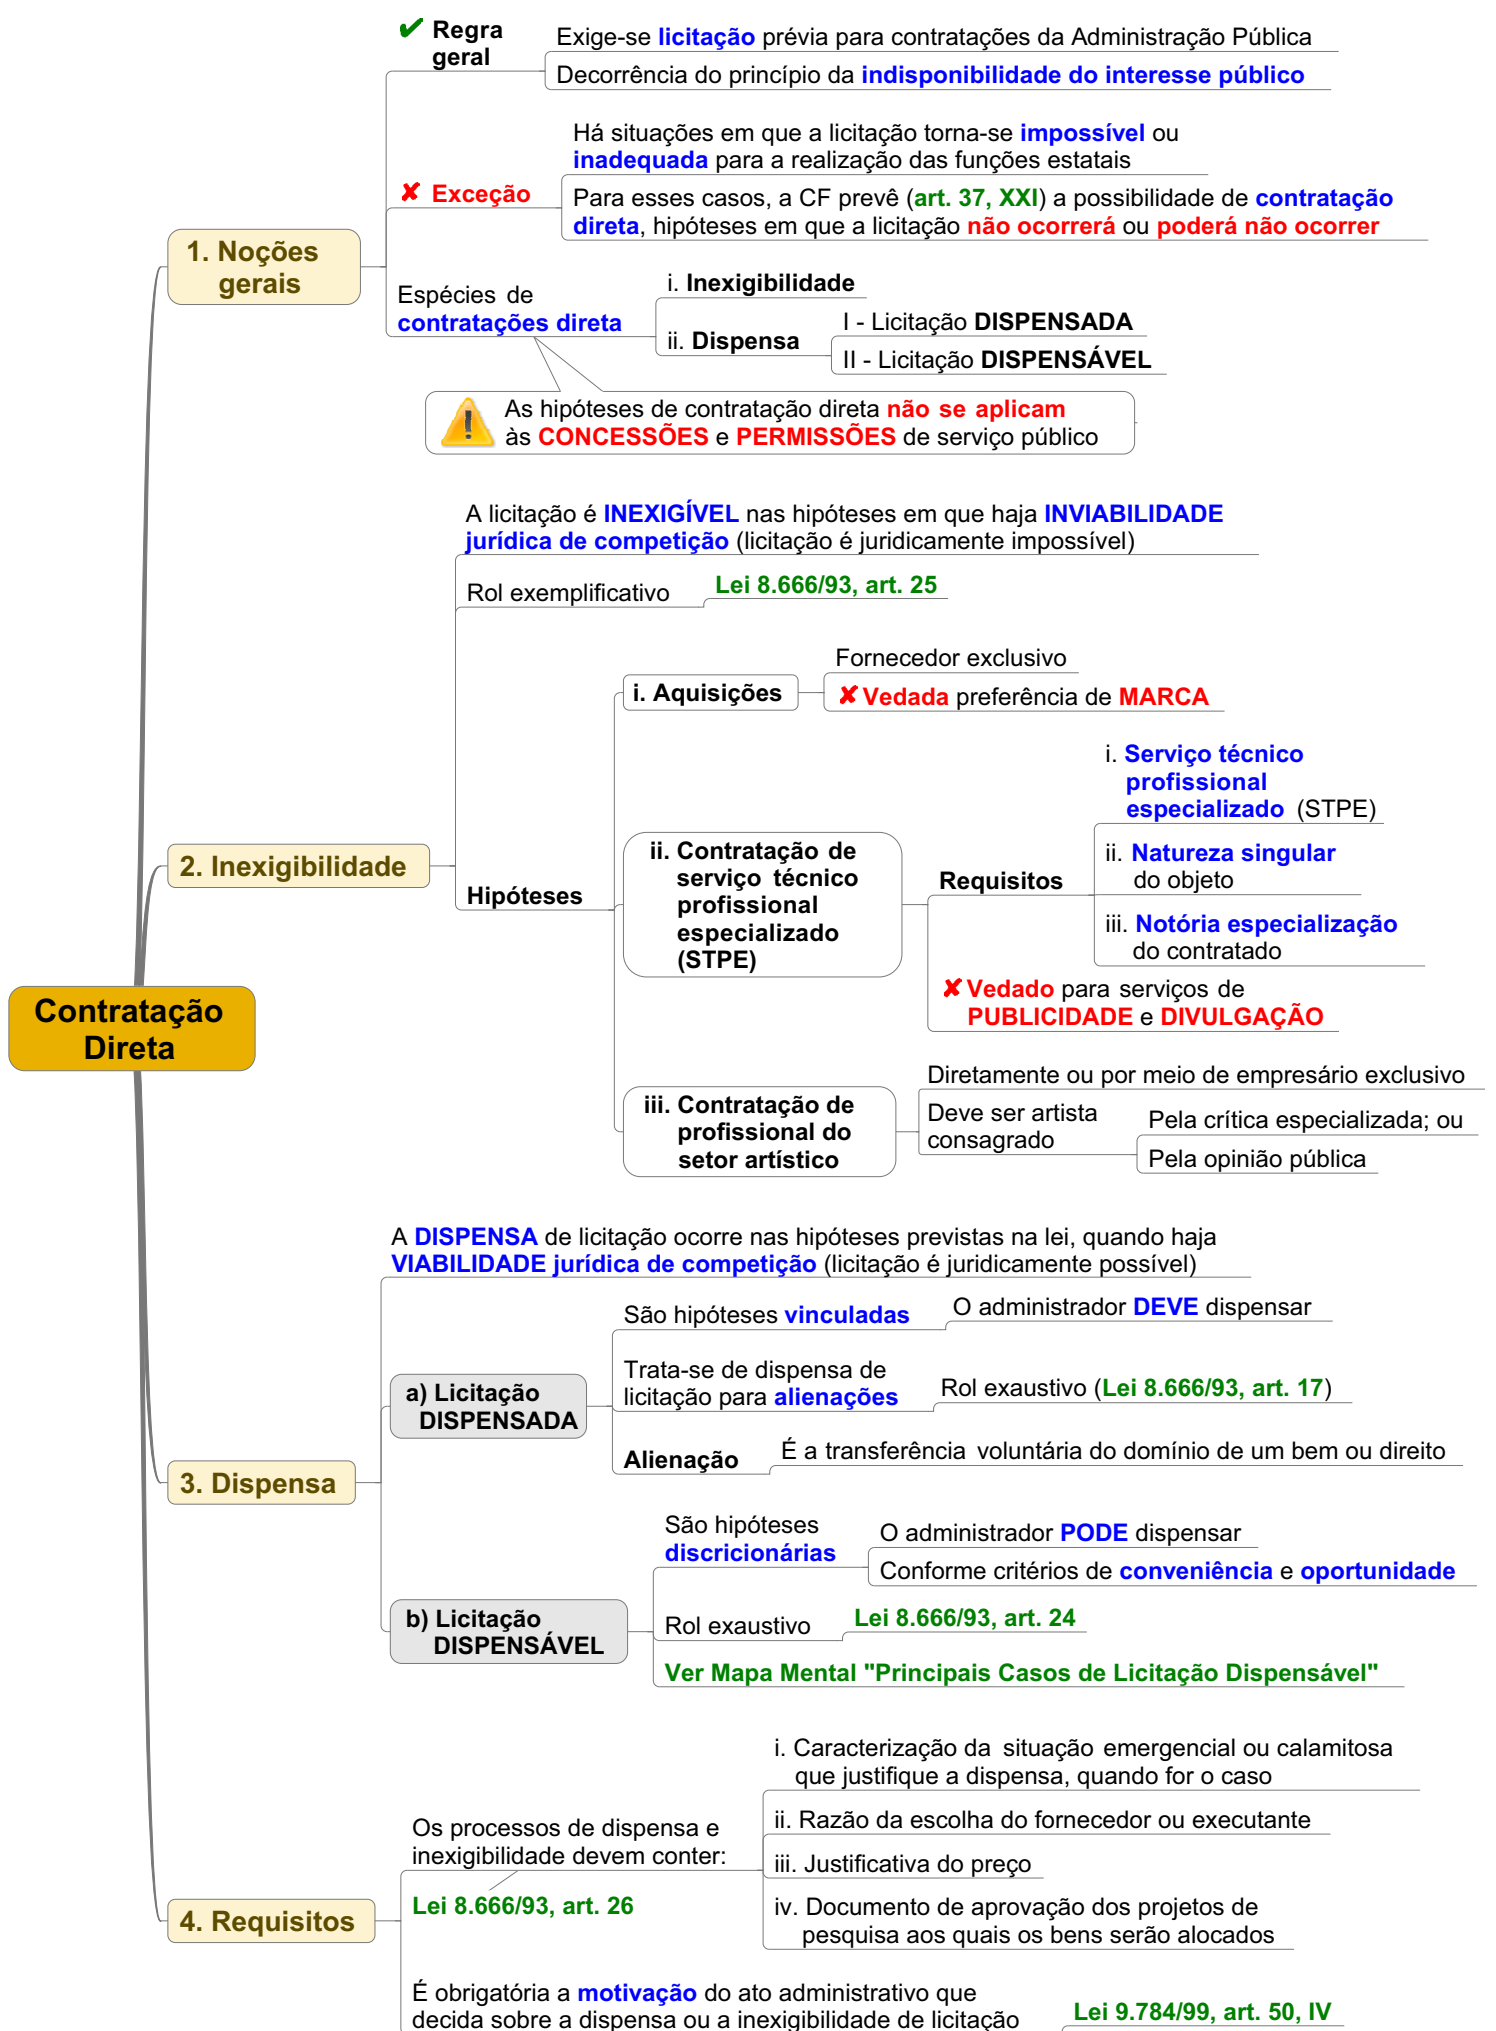 Contratação
Direta
1. Noções
gerais
✔ Regra
geral
Exige-se licitação prévia para contratações da Administração Pública
Decorrência do princípio da indisponibilidade do interesse público
✘ Exceção
Há situações em que a licitação torna-se impossível ou
inadequada para a realização das funções estatais
Para esses casos, a CF prevê (art. 37, XXI) a possibilidade de contratação
direta, hipóteses em que a licitação não ocorrerá ou poderá não ocorrer
Espécies de
contratações direta
i. Inexigibilidade
ii. Dispensa
I - Licitação DISPENSADA
II - Licitação DISPENSÁVEL
As hipóteses de contratação direta não se aplicam
às CONCESSÕES e PERMISSÕES de serviço público
2. Inexigibilidade
A licitação é INEXIGÍVEL nas hipóteses em que haja INVIABILIDADE
jurídica de competição (licitação é juridicamente impossível)
Rol exemplificativo
Lei 8.666/93, art. 25
Hipóteses
i. Aquisições
Fornecedor exclusivo
✘ Vedada preferência de MARCA
ii. Contratação de
serviço técnico
profissional
especializado
(STPE)
Requisitos
i. Serviço técnico
profissional
especializado (STPE)
ii. Natureza singular
do objeto
iii. Notória especialização
do contratado
✘ Vedado para serviços de
PUBLICIDADE e DIVULGAÇÃO
iii. Contratação de
profissional do
setor artístico
Diretamente ou por meio de empresário exclusivo
Deve ser artista
consagrado
Pela crítica especializada; ou
Pela opinião pública
3. Dispensa
A DISPENSA de licitação ocorre nas hipóteses previstas na lei, quando haja
VIABILIDADE jurídica de competição (licitação é juridicamente possível)
a) Licitação
DISPENSADA
São hipóteses vinculadas
O administrador DEVE dispensar
Trata-se de dispensa de
licitação para alienações
Rol exaustivo (Lei 8.666/93, art. 17)
Alienação
É a transferência voluntária do domínio de um bem ou direito
b) Licitação
DISPENSÁVEL
São hipóteses
discricionárias
O administrador PODE dispensar
Conforme critérios de conveniência e oportunidade
Rol exaustivo
Lei 8.666/93, art. 24
Ver Mapa Mental "Principais Casos de Licitação Dispensável"
4. Requisitos
Os processos de dispensa e
inexigibilidade devem conter:
Lei 8.666/93, art. 26
i. Caracterização da situação emergencial ou calamitosa
que justifique a dispensa, quando for o caso
ii. Razão da escolha do fornecedor ou executante
iii. Justificativa do preço
iv. Documento de aprovação dos projetos de
pesquisa aos quais os bens serão alocados
É obrigatória a motivação do ato administrativo que
decida sobre a dispensa ou a inexigibilidade de licitação
Lei 9.784/99, art. 50, IV